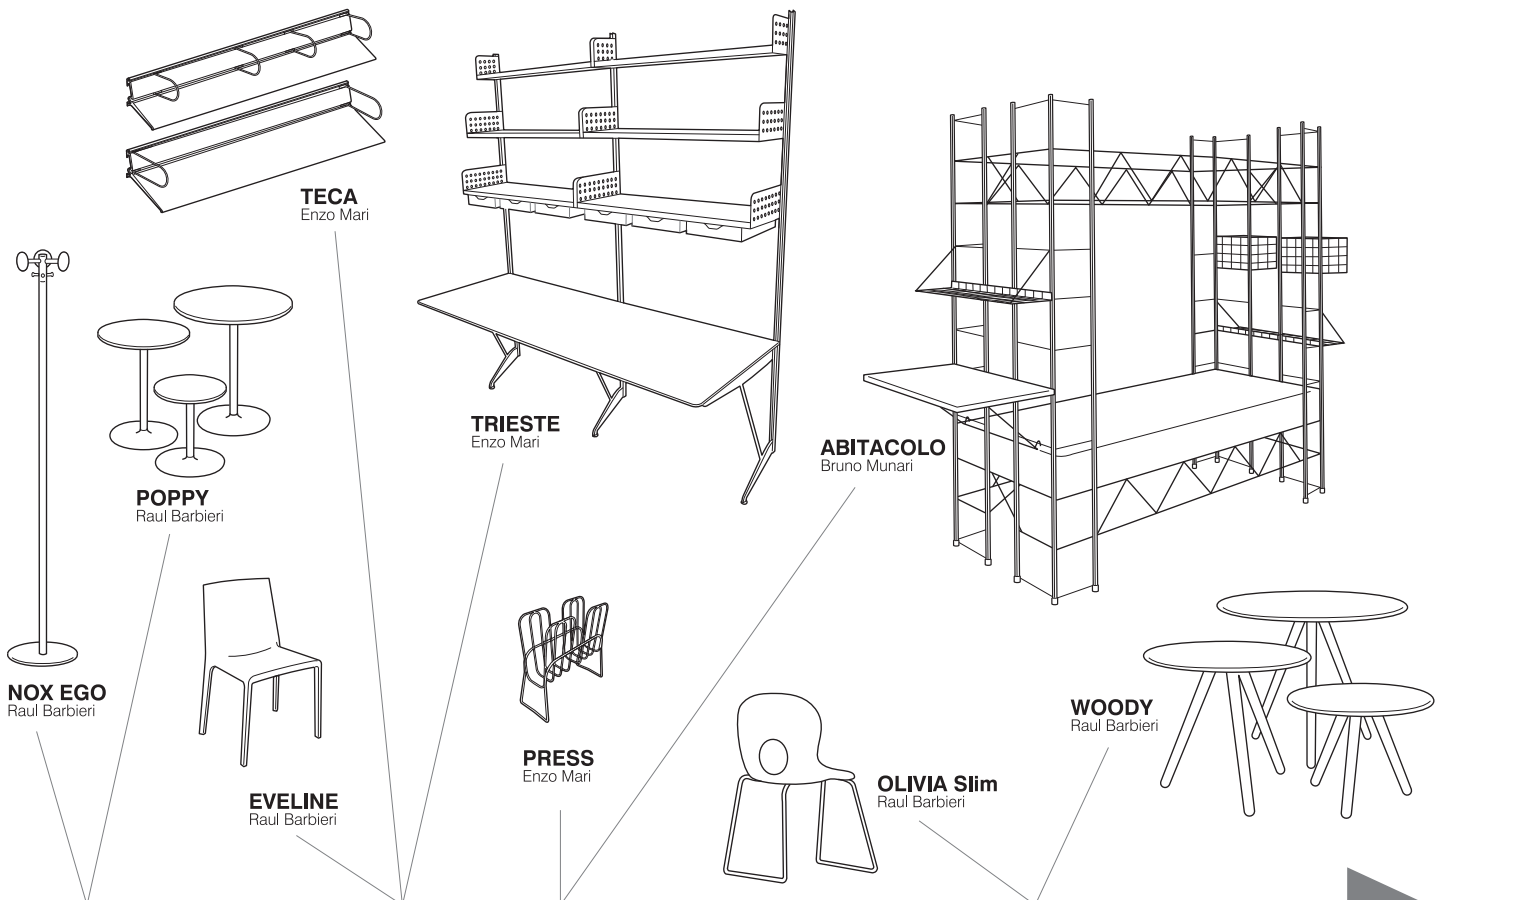 TECA
Enzo Mari
TRIESTE
Enzo Mari
ABITACOLO
Bruno Munari
POPPY
Raul Barbieri
NOX EGO
Raul Barbieri
WOODY
Raul Barbieri
PRESS
Enzo Mari
OLIVIA Slim
Raul Barbieri
EVELINE
Raul Barbieri